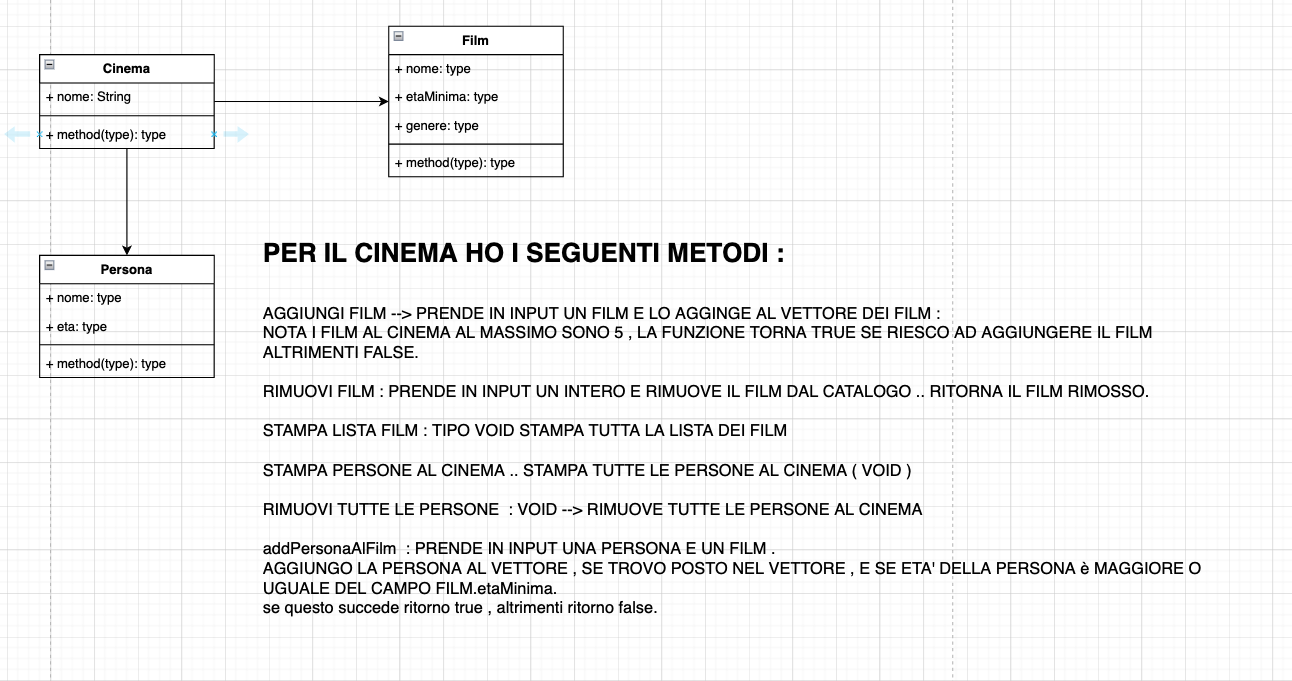 Film
+ nome: type
+ etaMinima: type
+ genere: type
+ method(type): type
Cinema
+ nome: String
+ method(type): type
Persona
+ nome: type
+ eta: type
+ method(type): type
PER IL CINEMA HO I SEGUENTI METODI :
AGGIUNGI FILM --> PRENDE IN INPUT UN FILM E LO AGGINGE AL VETTORE DEI FILM :
NOTA I FILM AL CINEMA AL MASSIMO SONO 5 , LA FUNZIONE TORNA TRUE SE RIESCO AD AGGIUNGERE IL FILM
ALTRIMENTI FALSE.
RIMUOVI FILM : PRENDE IN INPUT UN INTERO E RIMUOVE IL FILM DAL CATALOGO .. RITORNA IL FILM RIMOSSO.
STAMPA LISTA FILM : TIPO VOID STAMPA TUTTA LA LISTA DEI FILM
STAMPA PERSONE AL CINEMA .. STAMPA TUTTE LE PERSONE AL CINEMA ( VOID )
RIMUOVI TUTTE LE PERSONE  : VOID --> RIMUOVE TUTTE LE PERSONE AL CINEMA
addPersonaAlFilm  : PRENDE IN INPUT UNA PERSONA E UN FILM .
AGGIUNGO LA PERSONA AL VETTORE , SE TROVO POSTO NEL VETTORE , E SE ETA' DELLA PERSONA è MAGGIORE O
UGUALE DEL CAMPO FILM.etaMinima.
se questo succede ritorno true , altrimenti ritorno false.